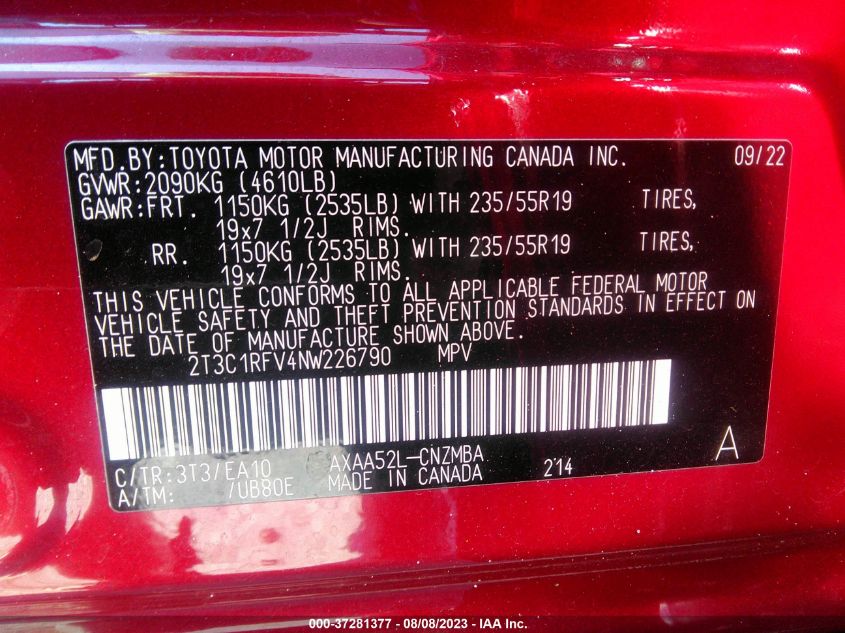 MFD.BY:TOYOTA MOTOR MANUFACTURING CANADA INC. 09/22
GVWR:2090KG (4610LB)
GAWR:FRT. 1150KG (2535LB) WITH 235/55R19 TIRES,
19x7 1/2J RIMS.
RR. 1150KG (2535LB) WITH 235/55R19 TIRES,
19x7 1/2J RIMS.
THIS VEHICLE CONFORMS TO ALL APPLICABLE FEDERAL MOTOR
VEHICLE SAFETY AND THEFT PREVENTION STANDARDS IN EFFECT ON
THE DATE OF MANUFACTURE SHOWN ABOVE.
2T3C1RFV4NW226790 MPV
C/TR:3T3/EA10 AXAA52L-CNZMBA A
A/TM: /UB80E MADE IN CANADA 214
000-37281377 - 08/08/2023 - IAA Inc.